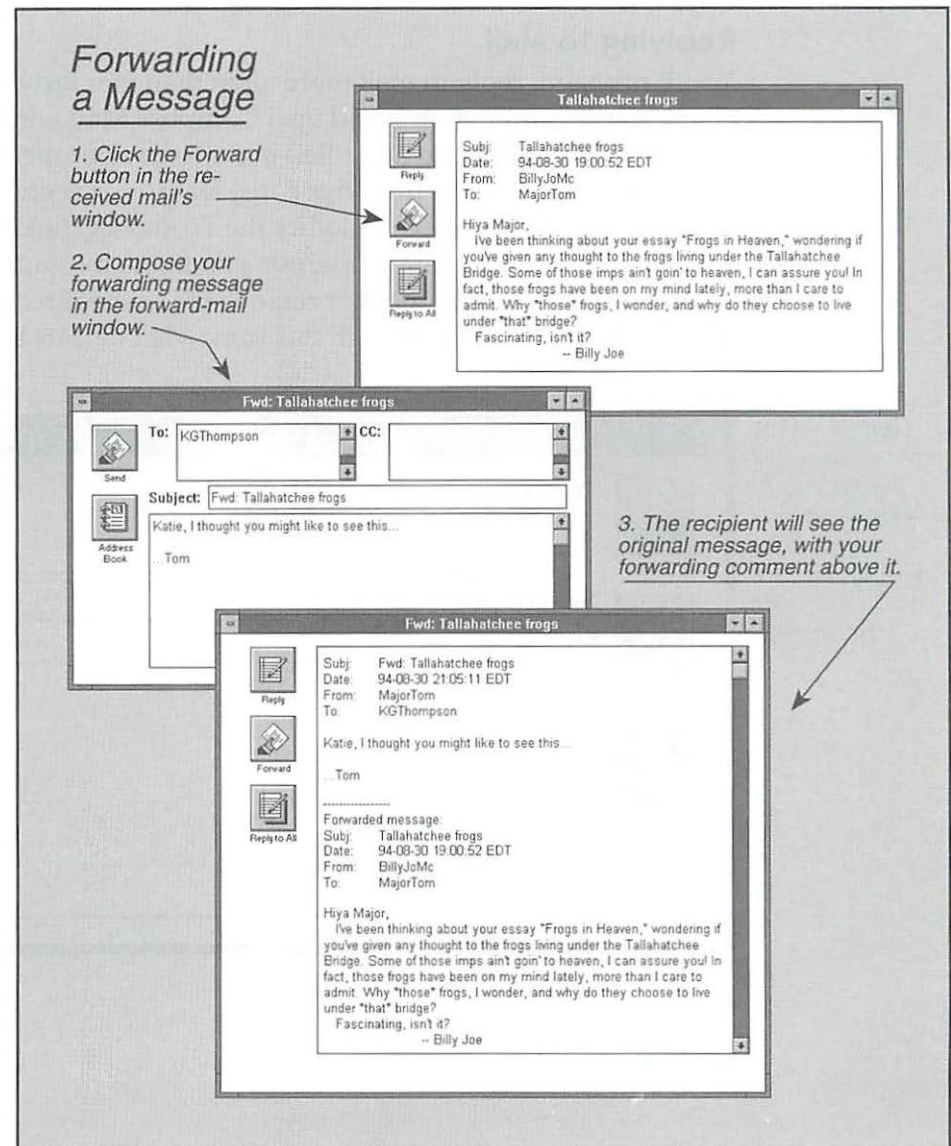 Forwarding
a Message
1. Click the Forward
button in the re-
ceived mail's
window.
2. Compose your
forwarding message
in the forward-mail
window.
Tallahatchee frogs
Reply
Forward
Reply to All
Subj: Tallahatchee frogs
Date: 94-08-30 19:00:52 EDT
From: BillyJoMc
To: MajorTom
Hiya Major,
I've been thinking about your essay "Frogs in Heaven," wondering if
you've given any thought to the frogs living under the Tallahatchee
Bridge. Some of those imps ain't goin' to heaven, I can assure you! In
fact, those frogs have been on my mind lately, more than I care to
admit. Why *those* frogs, I wonder, and why do they choose to live
under *that* bridge?
Fascinating, isn't it?
-- Billy Joe
Fwd: Tallahatchee frogs
Send
Address
Book
To: KGThompson CC:
Subject: Fwd: Tallahatchee frogs
Katie, I thought you might like to see this...
...Tom
3. The recipient will see the
original message, with your
forwarding comment above it.
Fwd: Tallahatchee frogs
Reply
Forward
Reply to All
Subj: Fwd: Tallahatchee frogs
Date: 94-08-30 21:05:11 EDT
From: MajorTom
To: KGThompson
Katie, I thought you might like to see this...
...Tom
----------------
Forwarded message:
Subj: Tallahatchee frogs
Date: 94-08-30 19:00:52 EDT
From: BillyJoMc
To: MajorTom
Hiya Major,
I've been thinking about your essay "Frogs in Heaven," wondering if
you've given any thought to the frogs living under the Tallahatchee
Bridge. Some of those imps ain't goin' to heaven, I can assure you! In
fact, those frogs have been on my mind lately, more than I care to
admit. Why *those* frogs, I wonder, and why do they choose to live
under *that* bridge?
Fascinating, isn't it?
-- Billy Joe